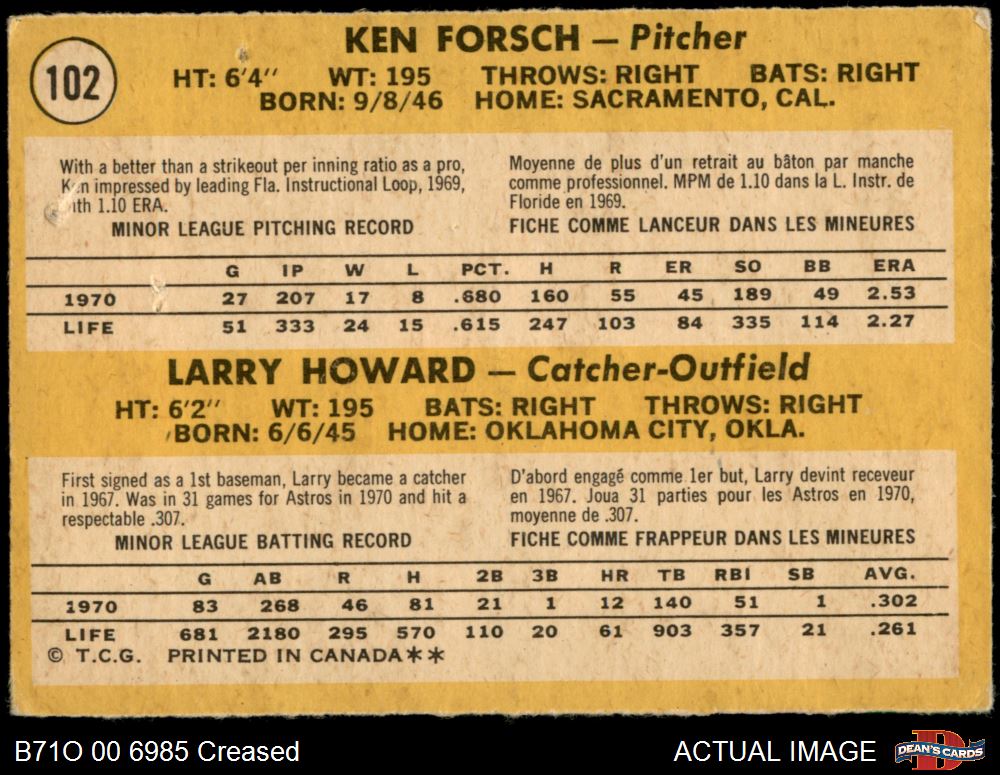 102
KEN FORSCH — Pitcher
HT: 6'4" WT: 195 THROWS: RIGHT BATS: RIGHT
BORN: 9/8/46 HOME: SACRAMENTO, CAL.
With a better than a strikeout per inning ratio as a pro,
Ken impressed by leading Fla. Instructional Loop, 1969,
with 1.10 ERA.
MINOR LEAGUE PITCHING RECORD
Moyenne de plus d'un retrait au bâton par manche
comme professionnel. MPM de 1.10 dans la L. Instr. de
Floride en 1969.
FICHE COMME LANCEUR DANS LES MINEURES
G IP W L PCT. H R ER SO BB ERA
1970 27 207 17 8 .680 160 55 45 189 49 2.53
LIFE 51 333 24 15 .615 247 103 84 335 114 2.27
LARRY HOWARD — Catcher-Outfield
HT: 6'2" WT: 195 BATS: RIGHT THROWS: RIGHT
BORN: 6/6/45 HOME: OKLAHOMA CITY, OKLA.
First signed as a 1st baseman, Larry became a catcher
in 1967. Was in 31 games for Astros in 1970 and hit a
respectable .307.
MINOR LEAGUE BATTING RECORD
D'abord engagé comme 1er but, Larry devint receveur
en 1967. Joua 31 parties pour les Astros en 1970,
moyenne de .307.
FICHE COMME FRAPPEUR DANS LES MINEURES
G AB R H 2B 3B HR TB RBI SB AVG.
1970 83 268 46 81 21 1 12 140 51 1 .302
LIFE 681 2180 295 570 110 20 61 903 357 21 .261
© T.C.G. PRINTED IN CANADA**
B71O 00 6985 Creased
ACTUAL IMAGE
DEAN'S CARDS